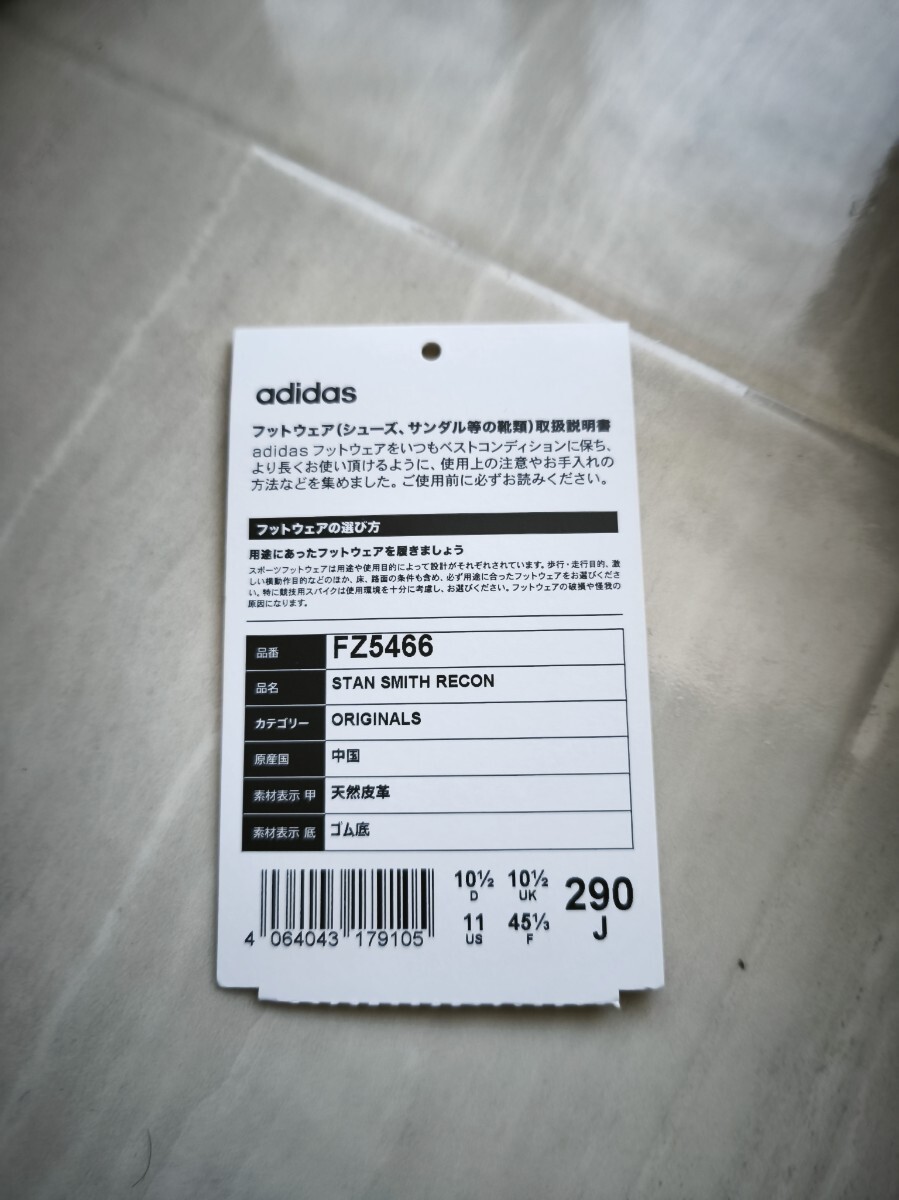 adidas
フットウェア(シューズ、サンダル等の靴類)取扱説明書
adidas フットウェアをいつもベストコンディションに保ち、
より長くお使い頂けるように、使用上の注意やお手入れの
方法などを集めました。ご使用前に必ずお読みください。
フットウェアの選び方
用途にあったフットウェアを履きましょう
スポーツフットウェアは用途や使用目的によって設計がそれぞれされています。歩行・走行目的、激
しい横動作目的などのほか、床、路面の条件も含め、必ず用途に合ったフットウェアをお選びくださ
い。特に競技用スパイクは使用環境を十分に考慮し、お選びください。フットウェアの破損や怪我の
原因になります。
品番 FZ5466
品名 STAN SMITH RECON
カテゴリー ORIGINALS
原産国 中国
素材表示 甲 天然皮革
素材表示 底 ゴム底
10½ 10½
D UK
290
11 45⅓
US F
J
4 064043 179105